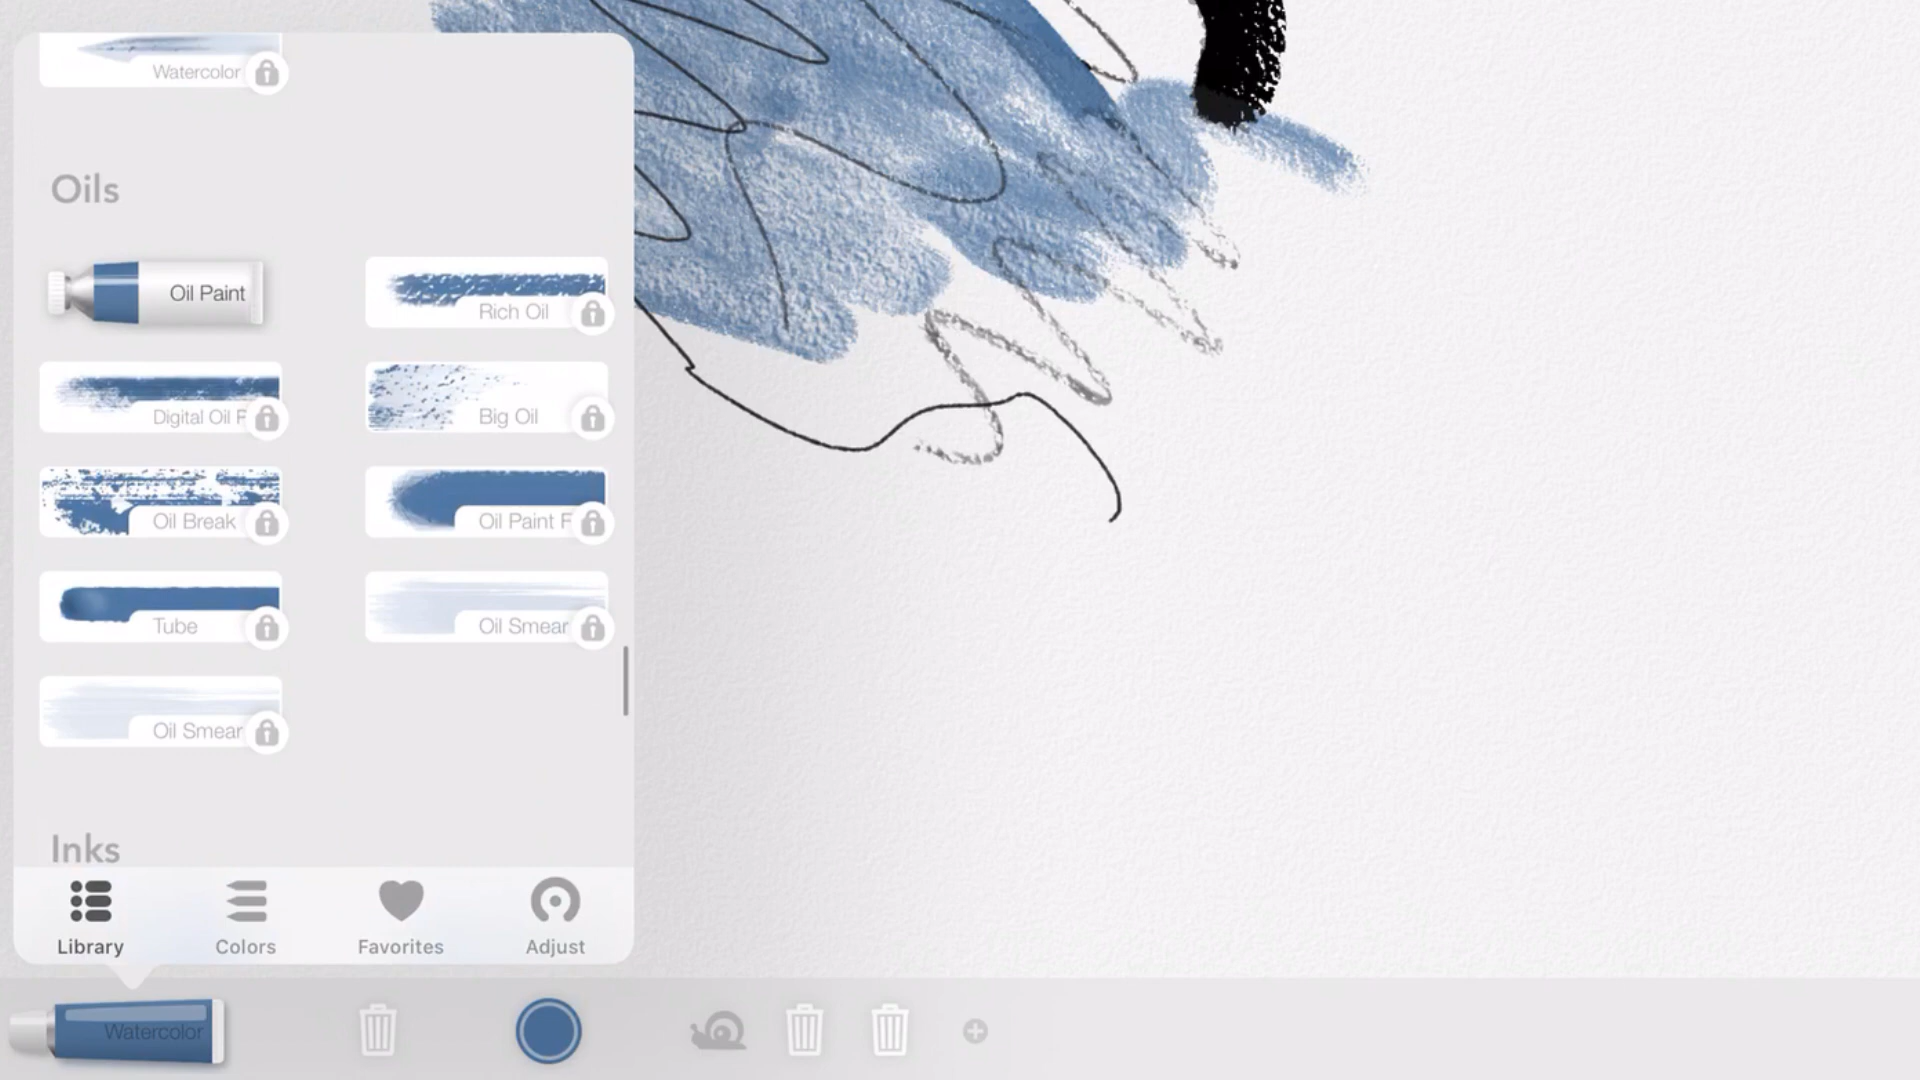 Watercolor
Oils
Oil Paint
Rich Oil
Digital Oil P
Big Oil
Oil Break
Oil Paint F
Tube
Oil Smear
Oil Smear
Inks
Library
Colors
Favorites
Adjust
Watercolor